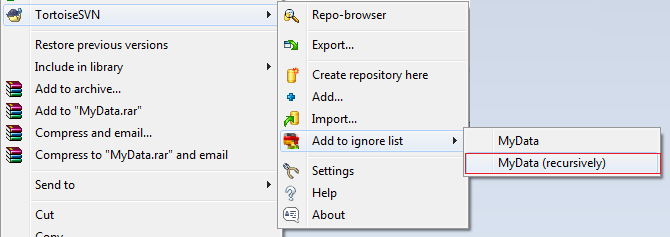 TortoiseSVN
Restore previous versions
Include in library
Add to archive...
Add to "MyData.rar"
Compress and email...
Compress to "MyData.rar" and email
Send to
Cut
Copy
Repo-browser
Export...
Create repository here
Add...
Import...
Add to ignore list
Settings
Help
About
MyData
MyData (recursively)